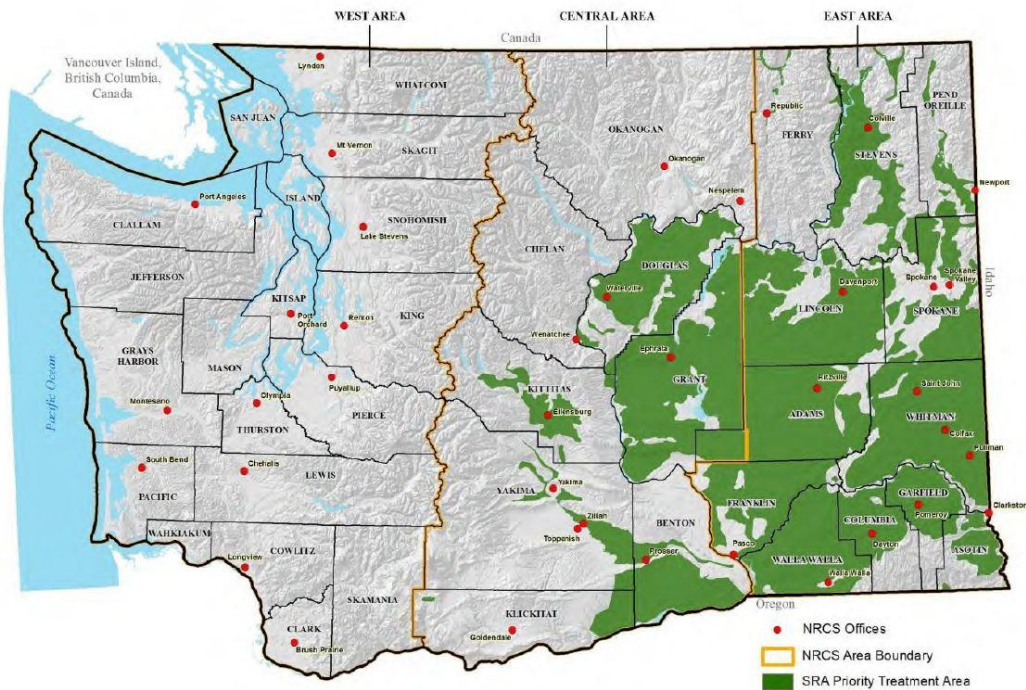 WEST AREA
CENTRAL AREA
EAST AREA
Canada
Vancouver Island,
British Columbia,
Canada
Lynden
WHATCOM
SAN JUAN
OKANOGAN
Republic
FERRY
PEND
OREILLE
Colville
STEVENS
Mt Vernon
SKAGIT
Okanogan
Nespelem
Newport
Port Angeles
ISLAND
CLALLAM
SNOHOMISH
Lake Stevens
CHELAN
DOUGLAS
JEFFERSON
KITSAP
Port
Orchard
Renton
KING
Waterville
Wenatchee
Davenport
LINCOLN
Spokane
Spokane
Valley
SPOKANE
Idaho
GRAYS
HARBOR
MASON
Puyallup
Ephrata
GRANT
Pacific Ocean
Montesano
Olympia
THURSTON
PIERCE
KITTITAS
Ellensburg
Ritzville
ADAMS
Saint John
WHITMAN
Colfax
Pullman
South Bend
PACIFIC
Chehalis
LEWIS
YAKIMA
Yakima
Zillah
Toppenish
BENTON
FRANKLIN
GARFIELD
Pomeroy
Clarkston
WAHKIAKUM
COWLITZ
Longview
SKAMANIA
Prosser
Pasco
COLUMBIA
Dayton
ASOTIN
WALLA WALLA
Walla Walla
KLICKITAT
Goldendale
Oregon
CLARK
Brush Prairie
NRCS Offices
NRCS Area Boundary
SRA Priority Treatment Area